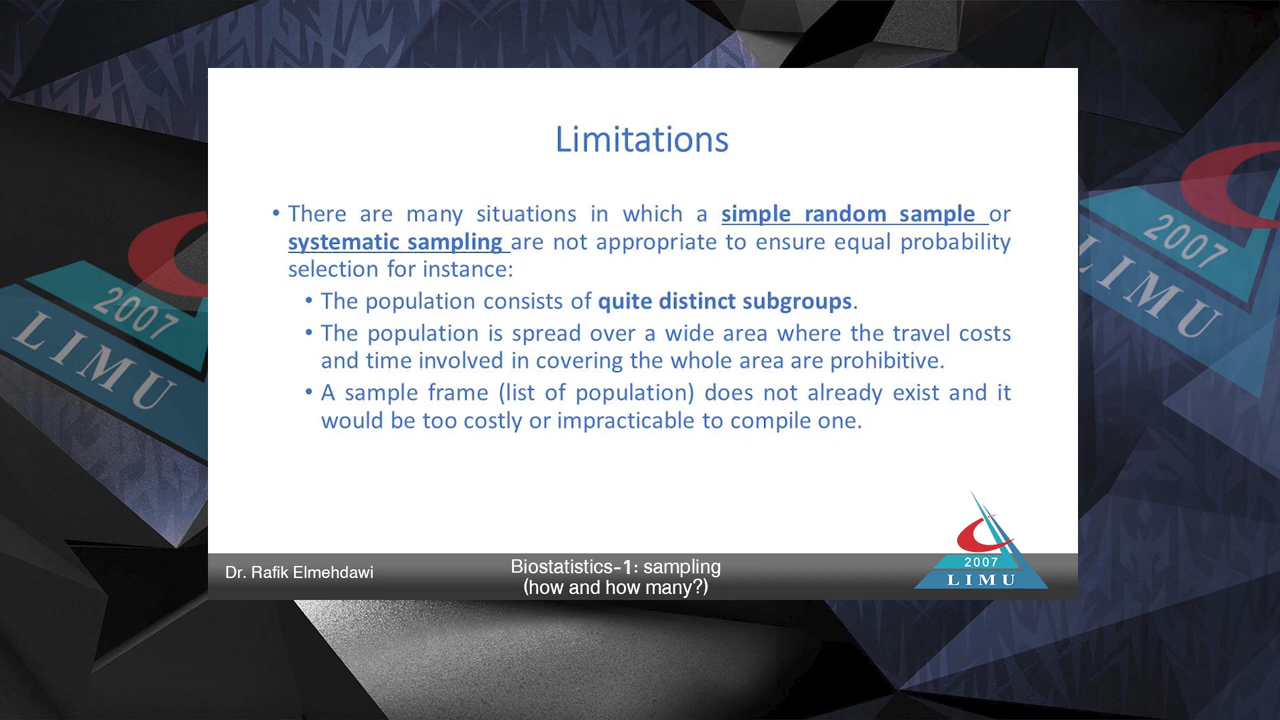 Limitations
• There are many situations in which a simple random sample or
systematic sampling are not appropriate to ensure equal probability
selection for instance:
• The population consists of quite distinct subgroups.
• The population is spread over a wide area where the travel costs
and time involved in covering the whole area are prohibitive.
• A sample frame (list of population) does not already exist and it
would be too costly or impracticable to compile one.
Dr. Rafik Elmehdawi
Biostatistics-1: sampling
(how and how many?)
2007
LIMU
2007
LIMU
2007
LIMU